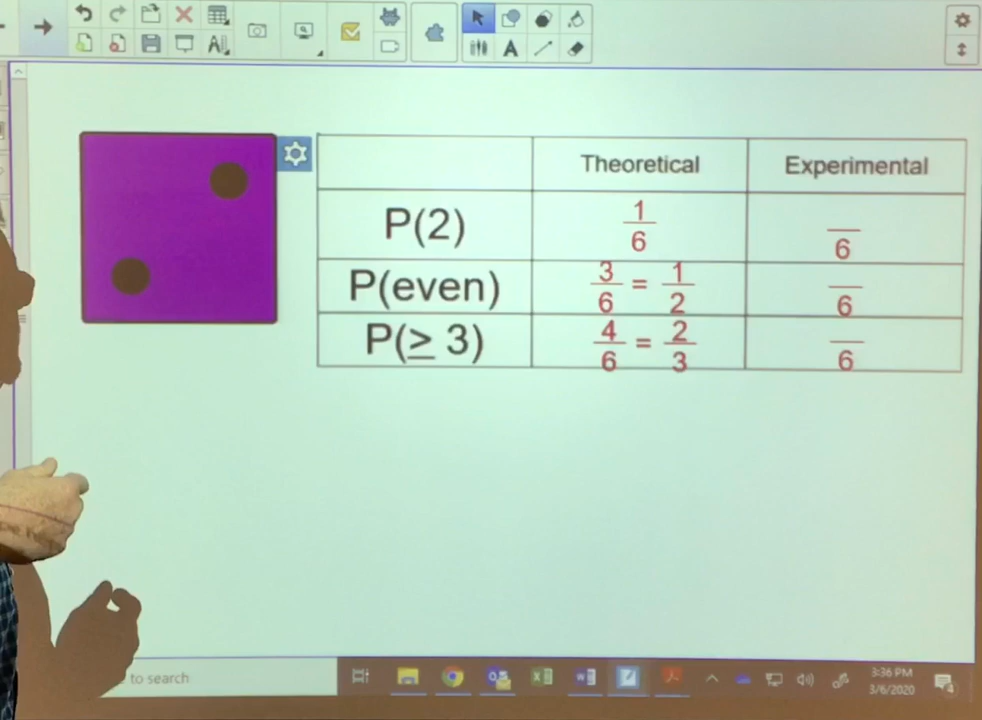 Theoretical Experimental
P(2) 1/6 _/6
P(even) 3/6 = 1/2 _/6
P(≥ 3) 4/6 = 2/3 _/6
to search
3:36 PM
3/6/2020
4